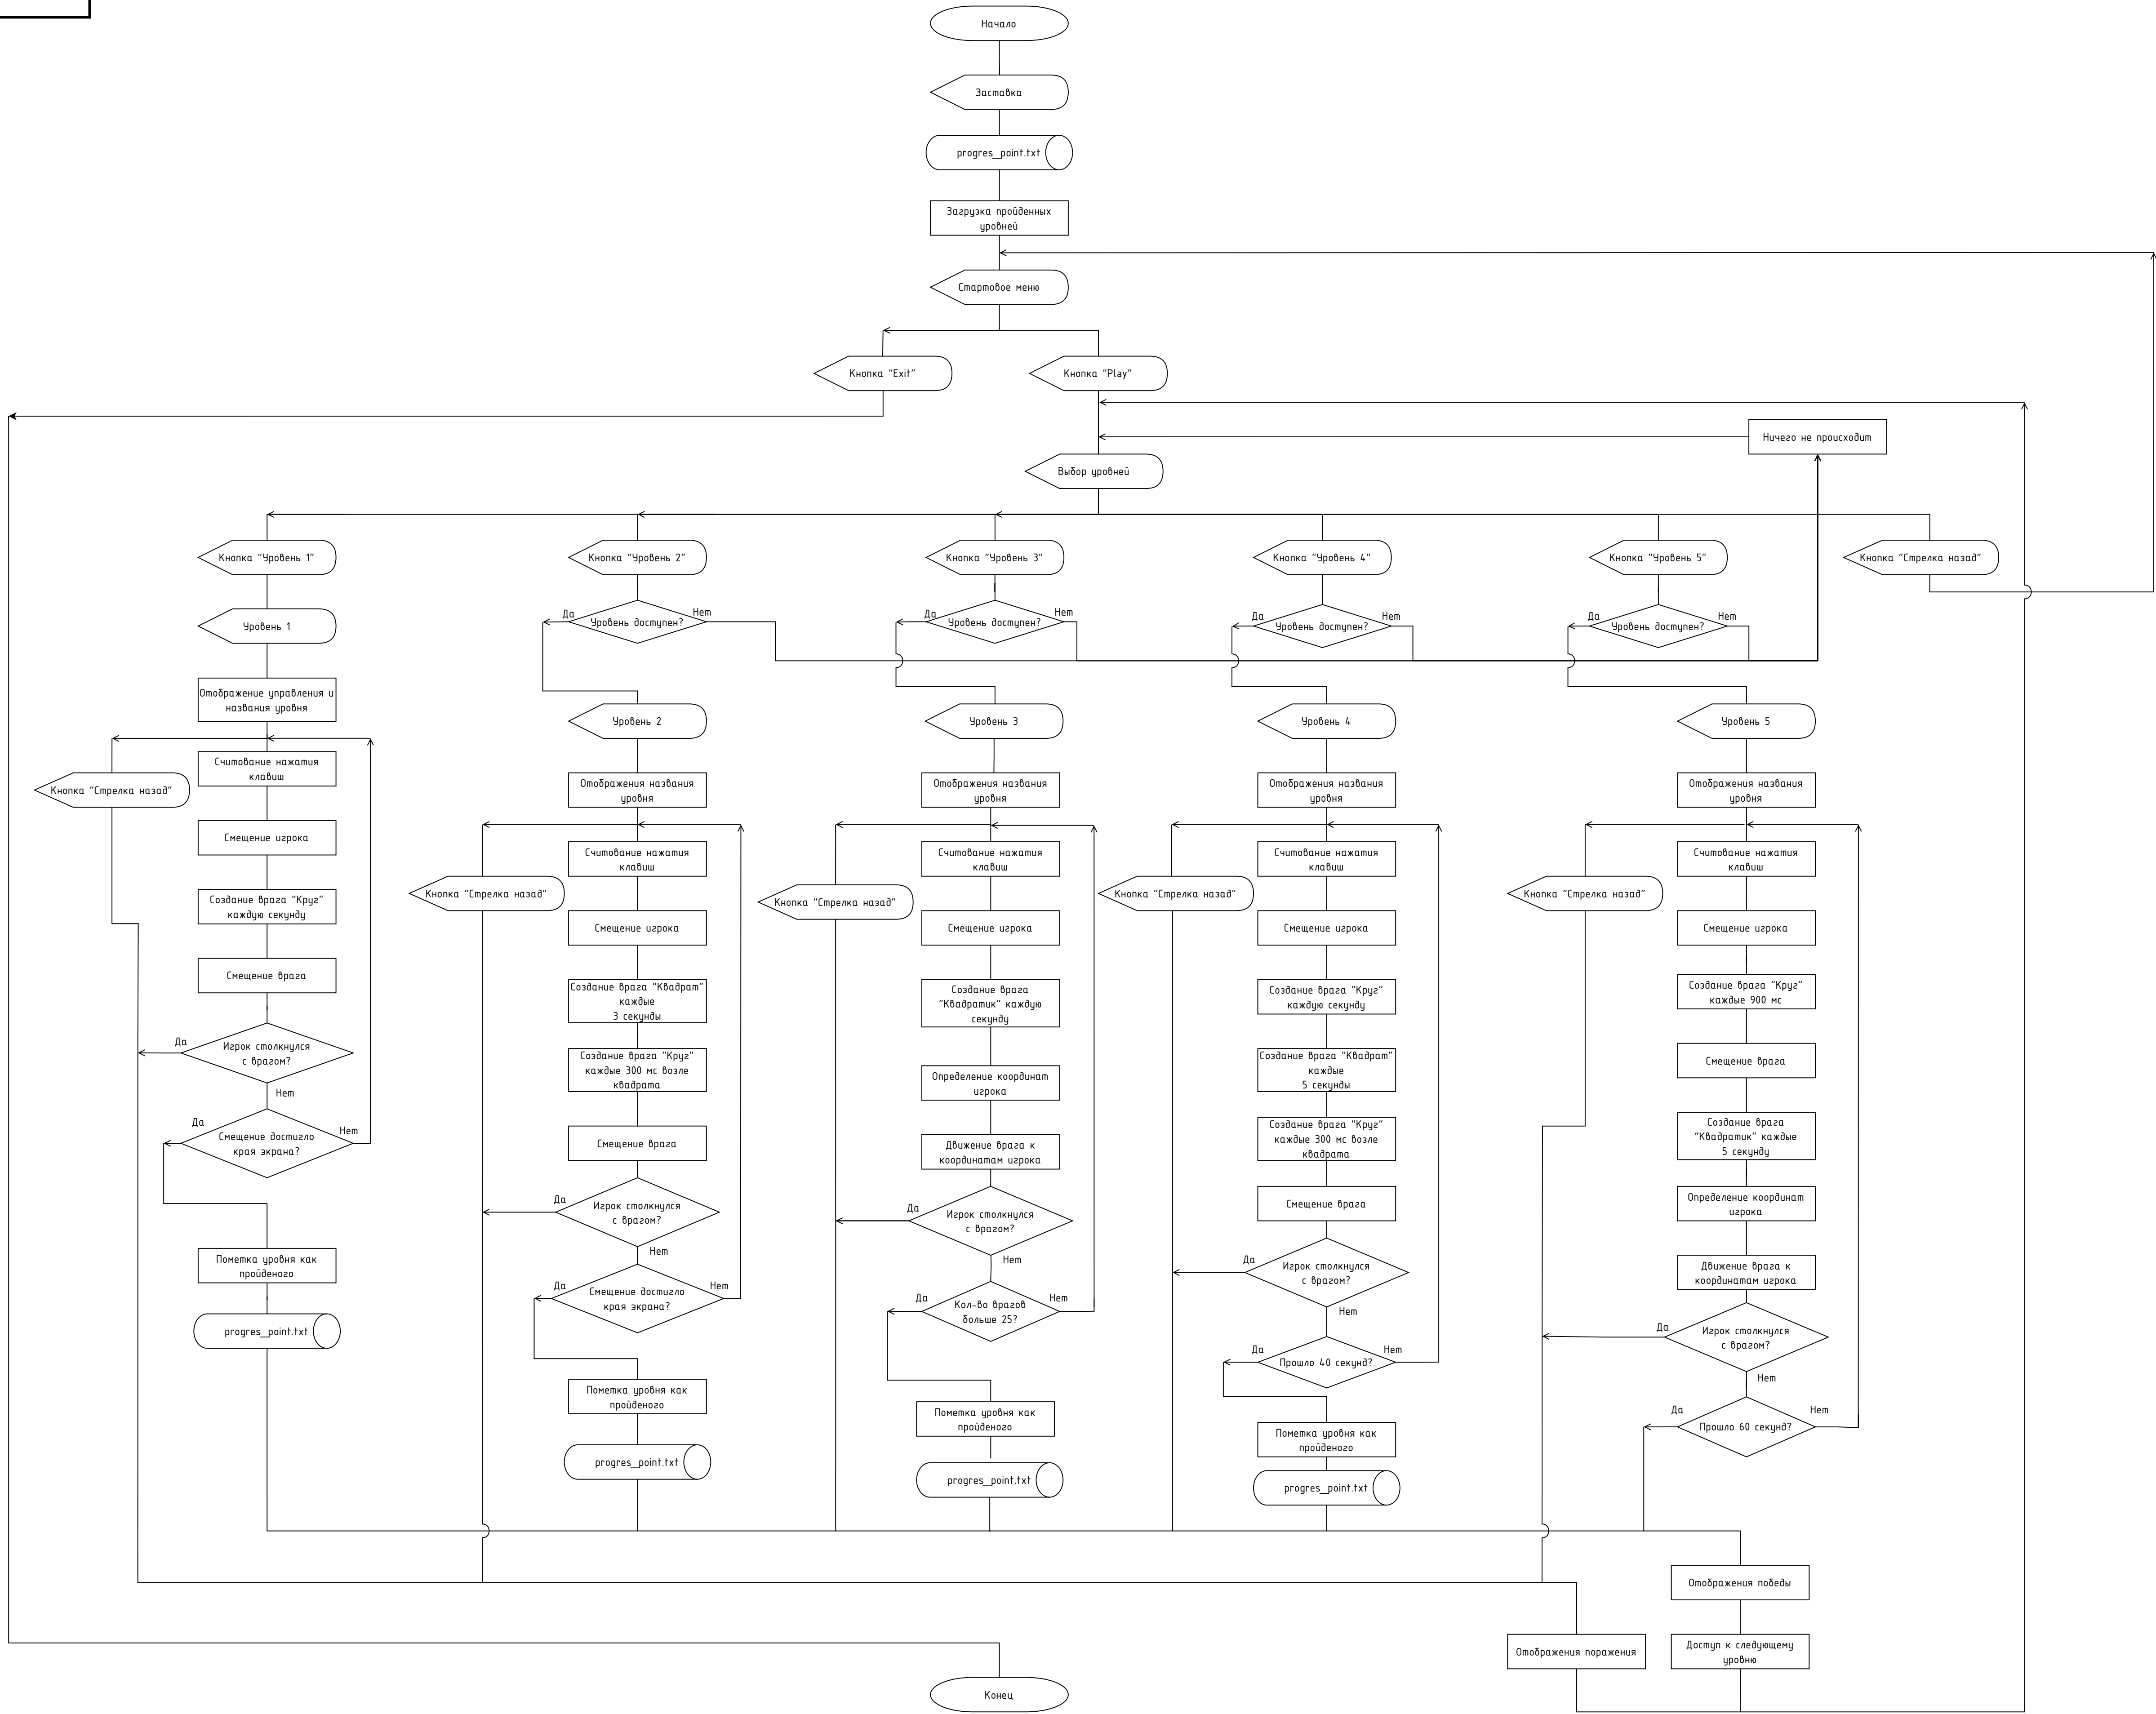 Начало
Заставка
progres_point.txt
Загрузка пройденных
уровней
Стартовое меню
Кнопка "Exit"
Кнопка "Play"
Ничего не происходит
Выбор уровней
Кнопка "Уровень 1"
Кнопка "Уровень 2"
Кнопка "Уровень 3"
Кнопка "Уровень 4"
Кнопка "Уровень 5"
Кнопка "Стрелка назад"
Уровень 1
Отображение управления и
названия уровня
Считование нажатия
клавиш
Кнопка "Стрелка назад"
Смещение игрока
Создание врага "Круг"
каждую секунду
Смещение врага
Да
Игрок столкнулся
с врагом?
Нет
Да
Смещение достигло
края экрана?
Нет
Пометка уровня как
пройденого
progres_point.txt
Да
Уровень доступен?
Нет
Уровень 2
Отображения названия
уровня
Считование нажатия
клавиш
Кнопка "Стрелка назад"
Смещение игрока
Создание врага "Квадрат"
каждые
3 секунды
Создание врага "Круг"
каждые 300 мс возле
квадрата
Смещение врага
Да
Игрок столкнулся
с врагом?
Нет
Да
Смещение достигло
края экрана?
Нет
Пометка уровня как
пройденого
progres_point.txt
Да
Уровень доступен?
Нет
Уровень 3
Отображения названия
уровня
Считование нажатия
клавиш
Кнопка "Стрелка назад"
Смещение игрока
Создание врага
"Квадратик" каждую
секунду
Определение координат
игрока
Движение врага к
координатам игрока
Да
Игрок столкнулся
с врагом?
Нет
Да
Кол-во врагов
больше 25?
Нет
Пометка уровня как
пройденого
progres_point.txt
Да
Уровень доступен?
Нет
Уровень 4
Отображения названия
уровня
Считование нажатия
клавиш
Кнопка "Стрелка назад"
Смещение игрока
Создание врага "Круг"
каждую секунду
Создание врага "Квадрат"
каждые
5 секунды
Создание врага "Круг"
каждые 300 мс возле
квадрата
Смещение врага
Да
Игрок столкнулся
с врагом?
Нет
Да
Прошло 40 секунд?
Нет
Пометка уровня как
пройденого
progres_point.txt
Да
Уровень доступен?
Нет
Уровень 5
Отображения названия
уровня
Считование нажатия
клавиш
Кнопка "Стрелка назад"
Смещение игрока
Создание врага "Круг"
каждые 900 мс
Смещение врага
Создание врага
"Квадратик" каждые
5 секунду
Определение координат
игрока
Движение врага к
координатам игрока
Да
Игрок столкнулся
с врагом?
Нет
Да
Прошло 60 секунд?
Нет
Отображения победы
Отображения поражения
Доступ к следующему
уровню
Конец